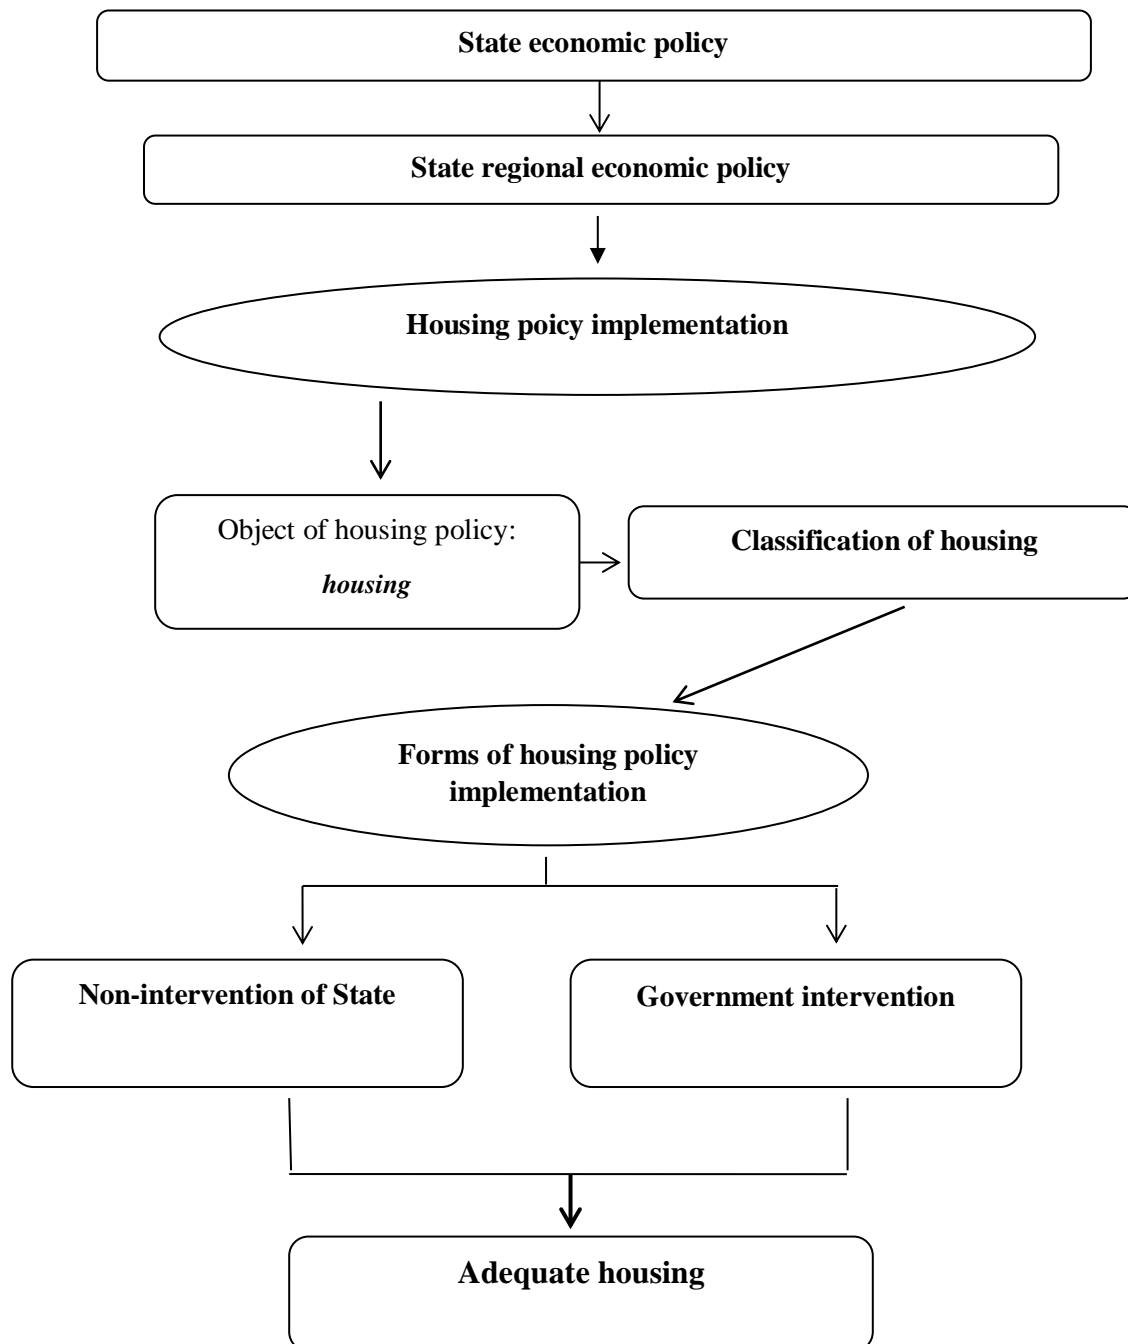 State economic policy
State regional economic policy
Housing poicy implementation
Object of housing policy:
housing
Classification of housing
Forms of housing policy
implementation
Non-intervention of State
Government intervention
Adequate housing